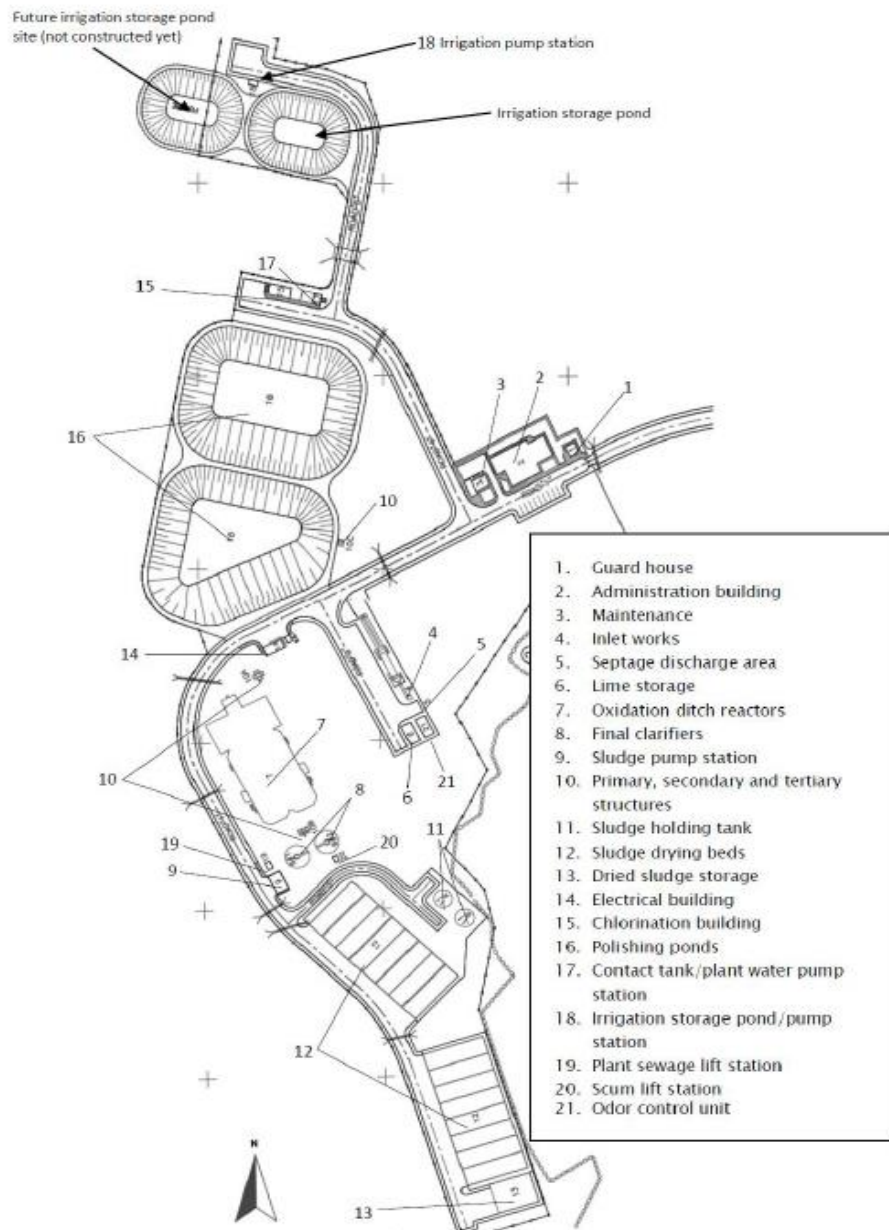 Future irrigation storage pond
site (not constructed yet)
18 Irrigation pump station
Irrigation storage pond
17
15
3
2
1
16
10
4
5
14
7
10
6
21
8
11
19
20
9
12
13
N
1. Guard house
2. Administration building
3. Maintenance
4. Inlet works
5. Septage discharge area
6. Lime storage
7. Oxidation ditch reactors
8. Final clarifiers
9. Sludge pump station
10. Primary, secondary and tertiary
structures
11. Sludge holding tank
12. Sludge drying beds
13. Dried sludge storage
14. Electrical building
15. Chlorination building
16. Polishing ponds
17. Contact tank/plant water pump
station
18. Irrigation storage pond/pump
station
19. Plant sewage lift station
20. Scum lift station
21. Odor control unit